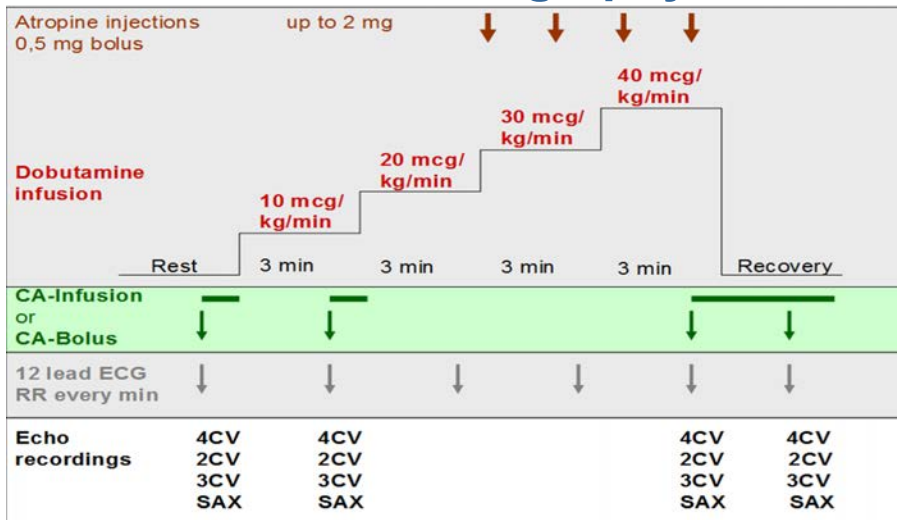 Atropine injections up to 2 mg
0,5 mg bolus
40 mcg/
kg/min
30 mcg/
kg/min
20 mcg/
kg/min
Dobutamine
infusion
10 mcg/
kg/min
Rest 3 min 3 min 3 min 3 min Recovery
CA-Infusion
or
CA-Bolus
12 lead ECG
RR every min
Echo 4CV 4CV 4CV 4CV
recordings 2CV 2CV 2CV 2CV
3CV 3CV 3CV 3CV
SAX SAX SAX SAX